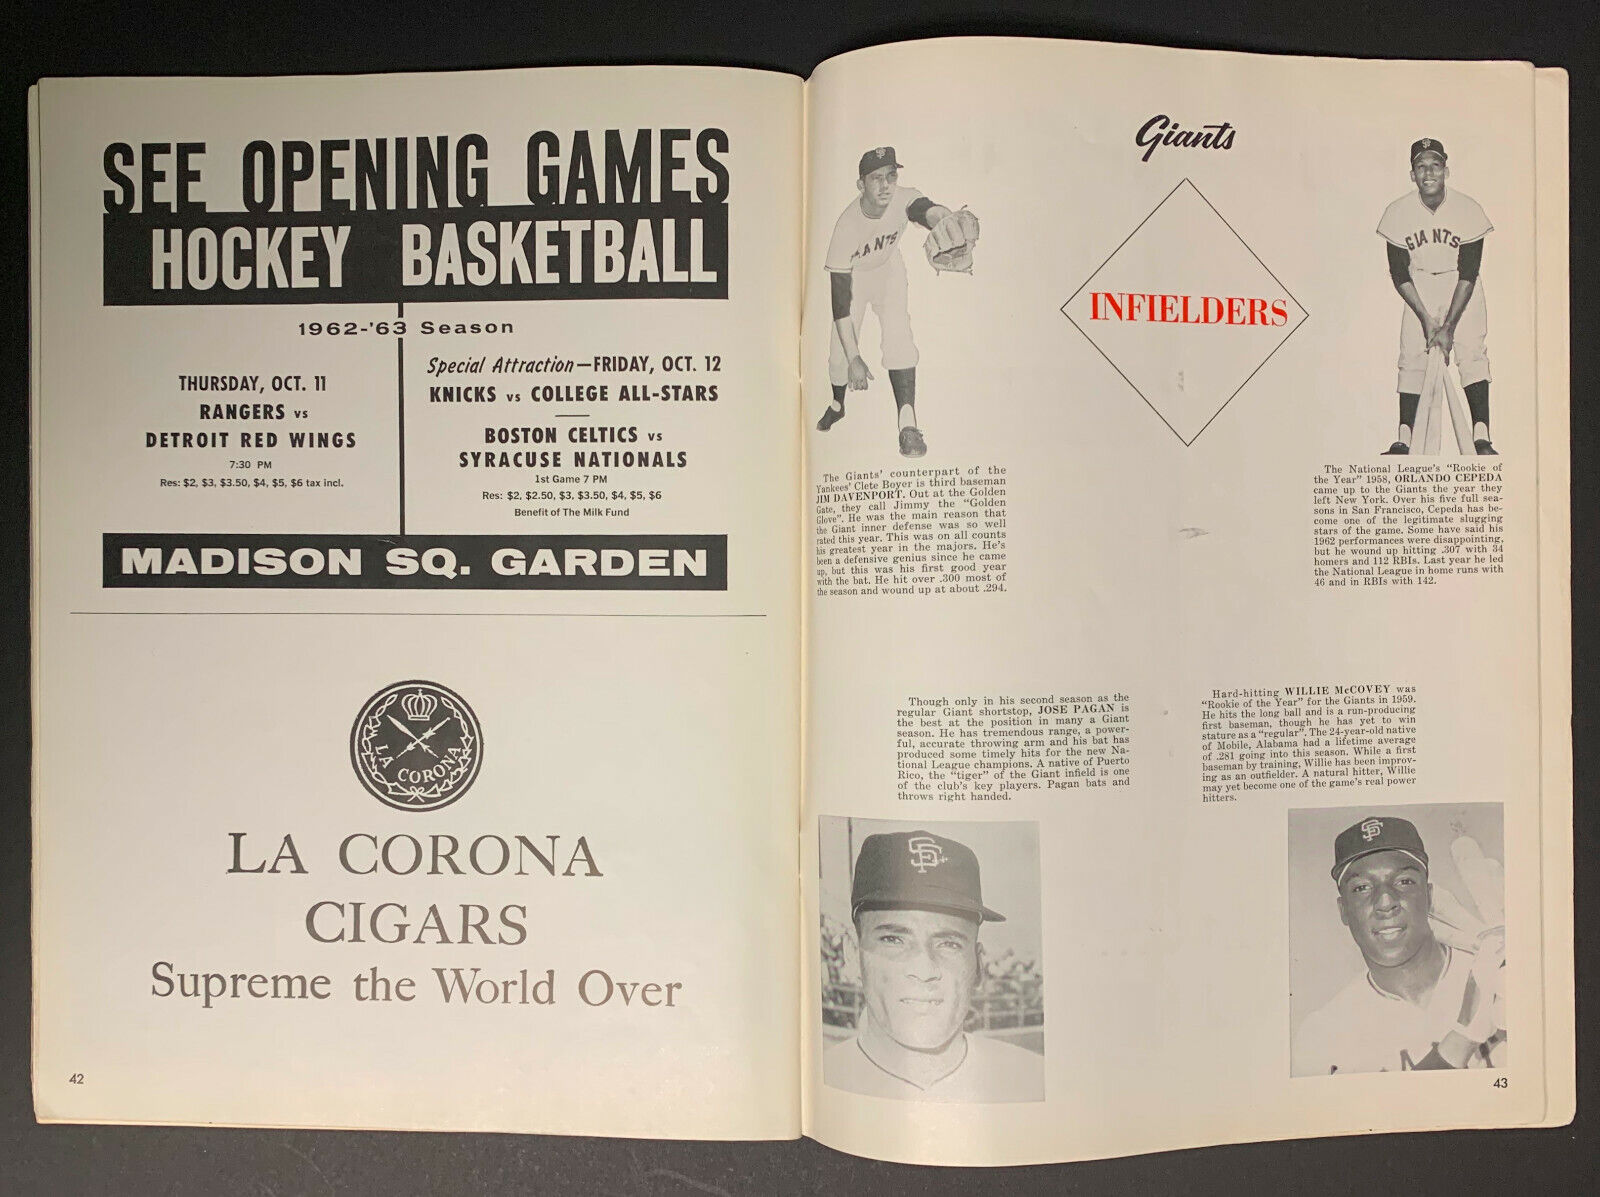 SEE OPENING GAMES
HOCKEY BASKETBALL
1962-'63 Season
THURSDAY, OCT. 11
RANGERS vs
DETROIT RED WINGS
7:30 PM
Res: $2, $3, $3.50, $4, $5, $6 tax incl.
Special Attraction—FRIDAY, OCT. 12
KNICKS vs COLLEGE ALL-STARS
BOSTON CELTICS vs
SYRACUSE NATIONALS
1st Game 7 PM
Res: $2, $2.50, $3, $3.50, $4, $5, $6
Benefit of The Milk Fund
MADISON SQ. GARDEN
LA CORONA
LA CORONA
CIGARS
Supreme the World Over
42
Giants
INFIELDERS
GIANTS
The Giants' counterpart of the
Yankees' Clete Boyer is third baseman
JIM DAVENPORT. Out at the Golden
Gate, they call Jimmy the "Golden
Glove". He was the main reason that
the Giant inner defense was so well
rated this year. This was on all counts
his greatest year in the majors. He's
been a defensive genius since he came
up, but this was his first good year
with the bat. He hit over .300 most of
the season and wound up at about .294.
The National League's "Rookie of
the Year" 1958, ORLANDO CEPEDA
came up to the Giants the year they
left New York. Over his five full sea-
sons in San Francisco, Cepeda has be-
come one of the legitimate slugging
stars of the game. Some have said his
1962 performances were disappointing,
but he wound up hitting .307 with 34
homers and 112 RBIs. Last year he led
the National League in home runs with
46 and in RBIs with 142.
Though only in his second season as the
regular Giant shortstop, JOSE PAGAN is
the best at the position in many a Giant
season. He has tremendous range, a power-
ful, accurate throwing arm and his bat has
produced some timely hits for the new Na-
tional League champions. A native of Puerto
Rico, the "tiger" of the Giant infield is one
of the club's key players. Pagan bats and
throws right handed.
Hard-hitting WILLIE McCOVEY was
"Rookie of the Year" for the Giants in 1959.
He hits the long ball and is a run-producing
first baseman, though he has yet to win
stature as a "regular". The 24-year-old native
of Mobile, Alabama had a lifetime average
of .281 going into this season. While a first
baseman by training, Willie has been improv-
ing as an outfielder. A natural hitter, Willie
may yet become one of the game's real power
hitters.
SF
SF
43